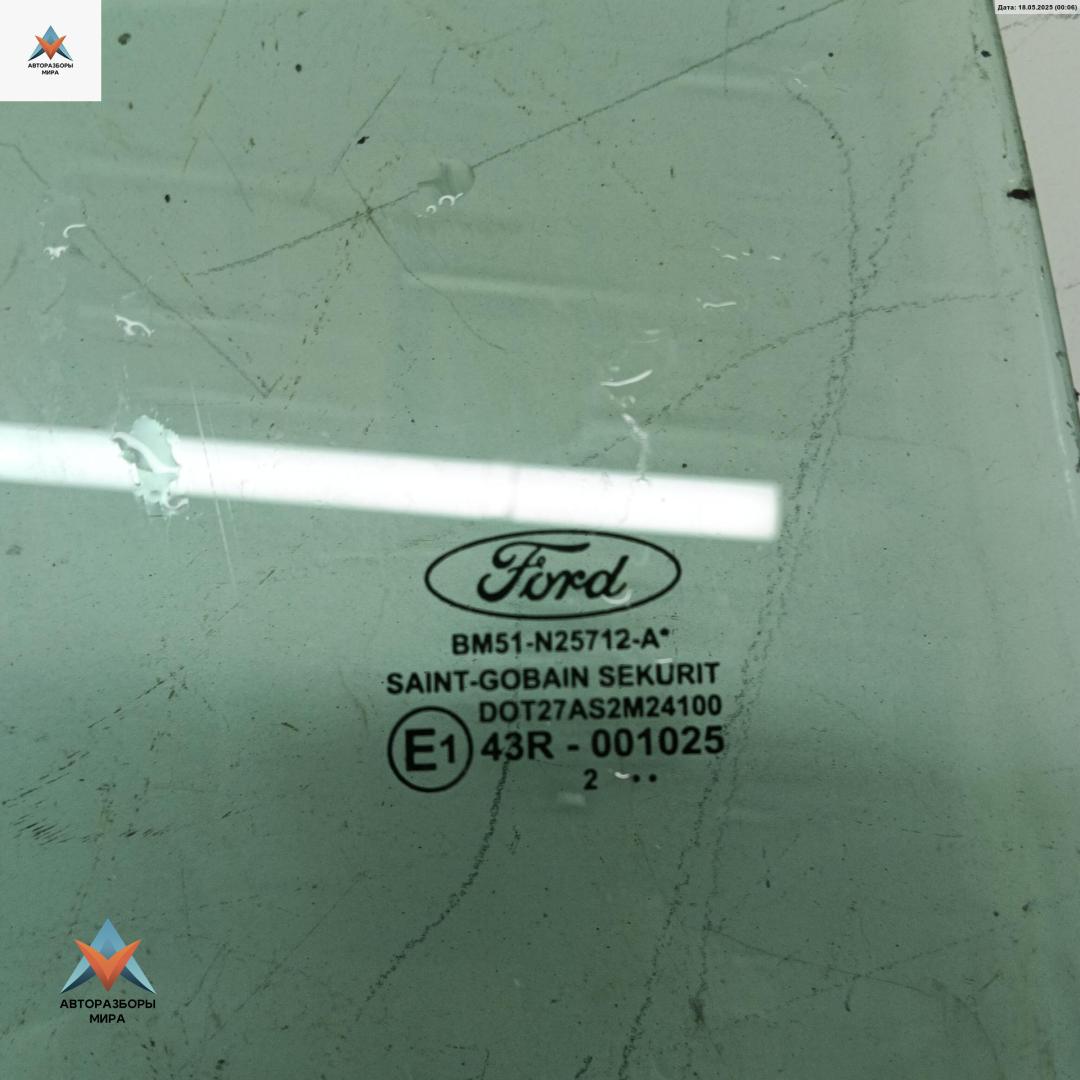 Дата: 18.05.2025 (00:06)
АВТОРАЗБОРЫ
МИРА
Ford
BM51-N25712-A*
SAINT-GOBAIN SEKURIT
DOT27AS2M24100
E1 43R - 001025
2 • •
АВТОРАЗБОРЫ
МИРА